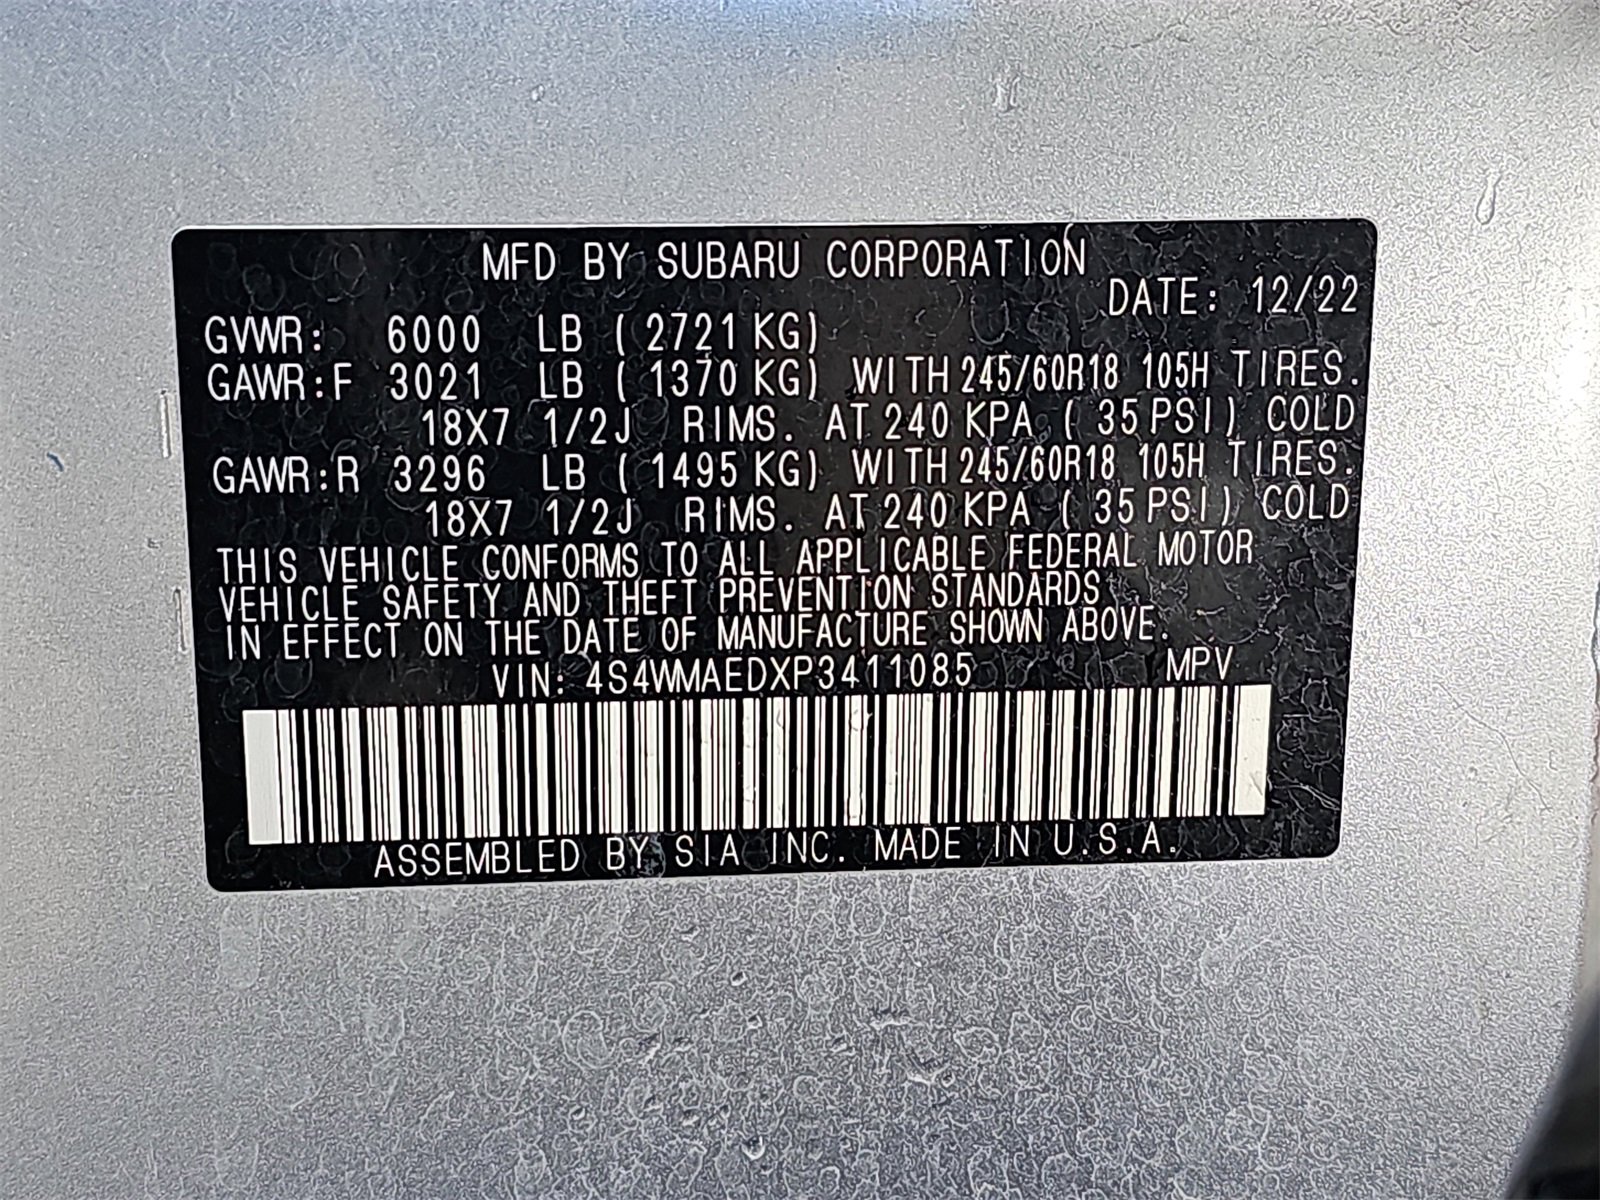 MFD BY SUBARU CORPORATION
DATE: 12/22
GVWR: 6000 LB ( 2721 KG)
GAWR:F 3021 LB ( 1370 KG) WITH 245/60R18 105H TIRES.
18X7 1/2J RIMS. AT 240 KPA ( 35 PSI) COLD
GAWR:R 3296 LB ( 1495 KG) WITH 245/60R18 105H TIRES.
18X7 1/2J RIMS. AT 240 KPA ( 35 PSI) COLD
THIS VEHICLE CONFORMS TO ALL APPLICABLE FEDERAL MOTOR
VEHICLE SAFETY AND THEFT PREVENTION STANDARDS
IN EFFECT ON THE DATE OF MANUFACTURE SHOWN ABOVE.
VIN: 4S4WMAEDXP3411085 MPV
ASSEMBLED BY SIA INC. MADE IN U.S.A.